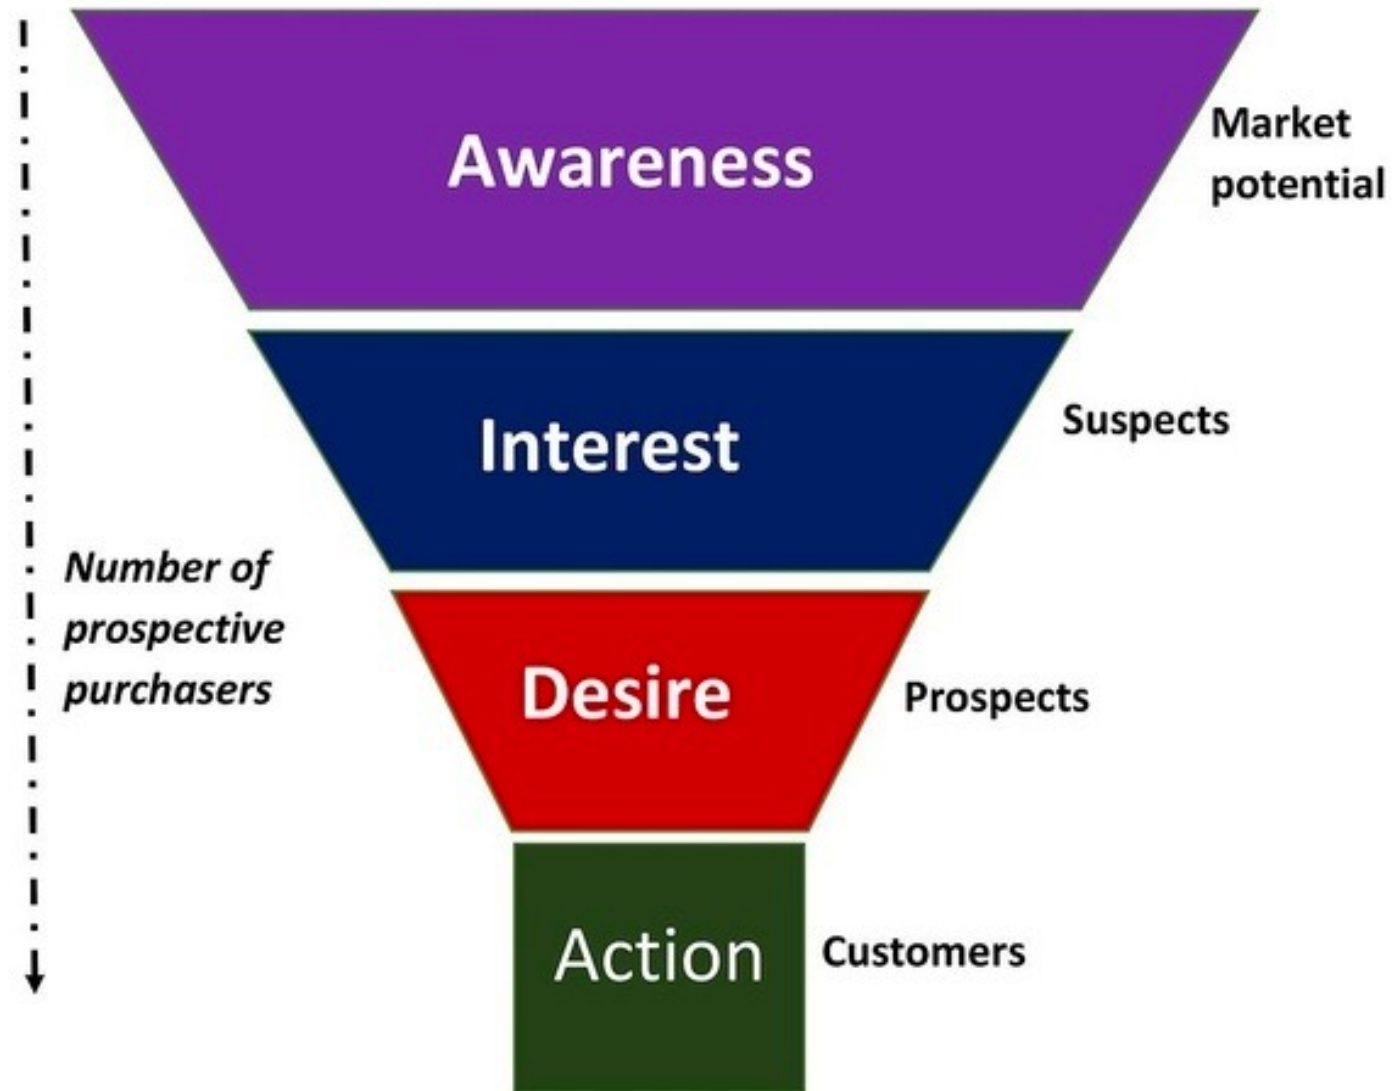 Awareness
Market
potential
Interest
Suspects
Number of
prospective
purchasers
Desire
Prospects
Action
Customers